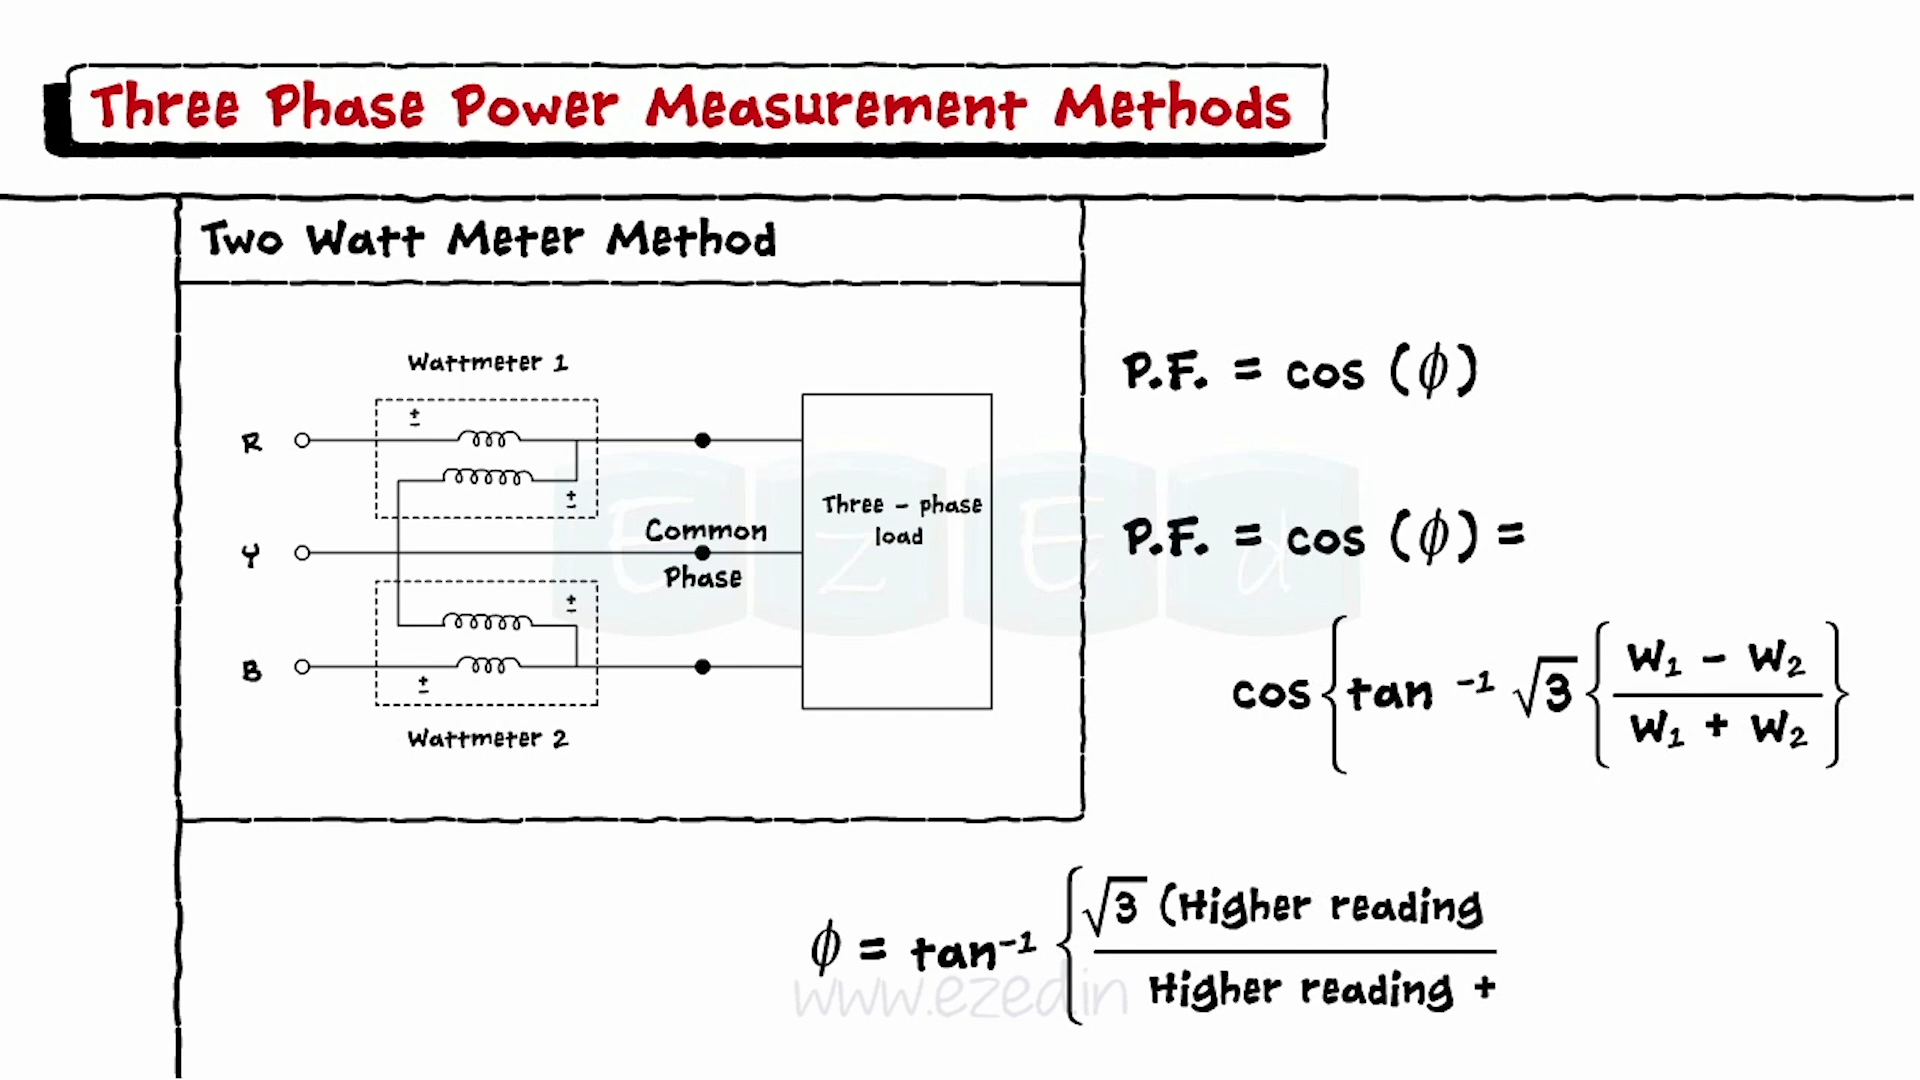 Three Phase Power Measurement Methods
Two Watt Meter Method
Wattmeter 1
±
R
±
Y
Common
Phase
±
B
±
Wattmeter 2
Three - phase
load
P.F. = cos (ϕ)
P.F. = cos (ϕ) =
cos { tan ⁻¹ √3 { W₁ - W₂
W₁ + W₂ }
ϕ = tan⁻¹ { √3 (Higher reading
Higher reading +
EzEd
www.ezed.in